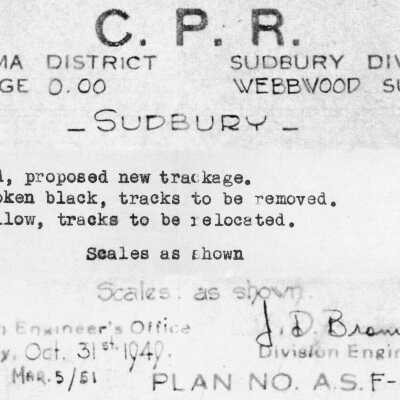 C. P. R.
MA DISTRICT SUDBURY DIV
GE 0.00 WEBBWOOD SU
- SUDBURY -
l, proposed new trackage.
oken black, tracks to be removed.
llow, tracks to be relocated.
Scales as shown
Scales: as shown.
Engineer's Office J. D. Bram
y, Oct. 31st. 1949. Division Engin
MAR. 5/51 PLAN NO. A.S.F-